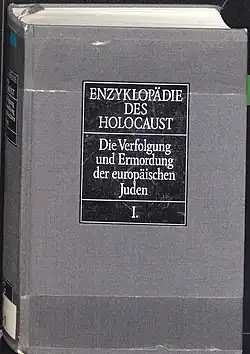 ENZYKLOPÄDIE
DES
HOLOCAUST
Die Verfolgung
und Ermordung
der europäischen
Juden
I.